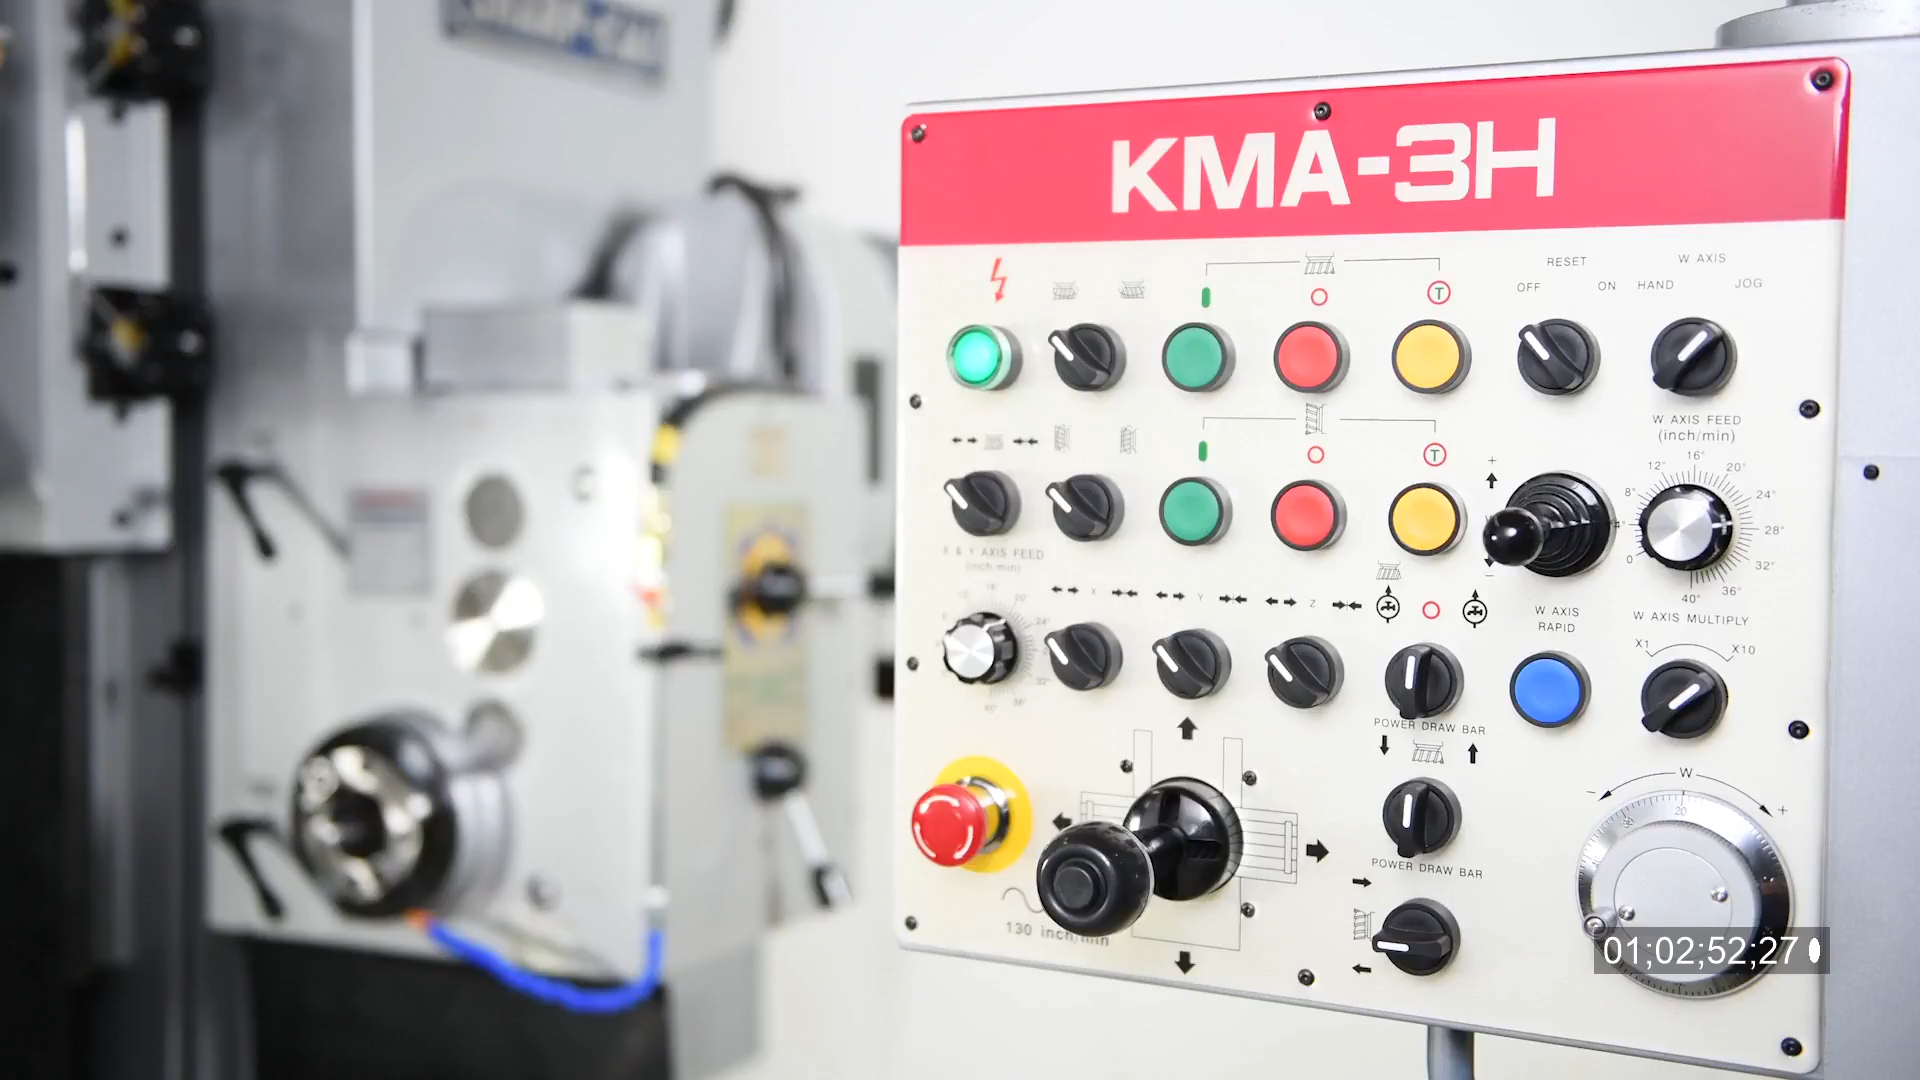 KMA-3H
RESET
OFF ON
W AXIS
HAND JOG
T
W AXIS FEED
(inch/min)
8° 12° 16° 20° 24° 28° 32° 36° 40°
0
+
-
T
X & Y AXIS FEED
(inch/min)
X
Y
Z
W AXIS
RAPID
W AXIS MULTIPLY
X1 X10
POWER DRAW BAR
POWER DRAW BAR
W
- +
20
130 inch/min
01;02;52;27